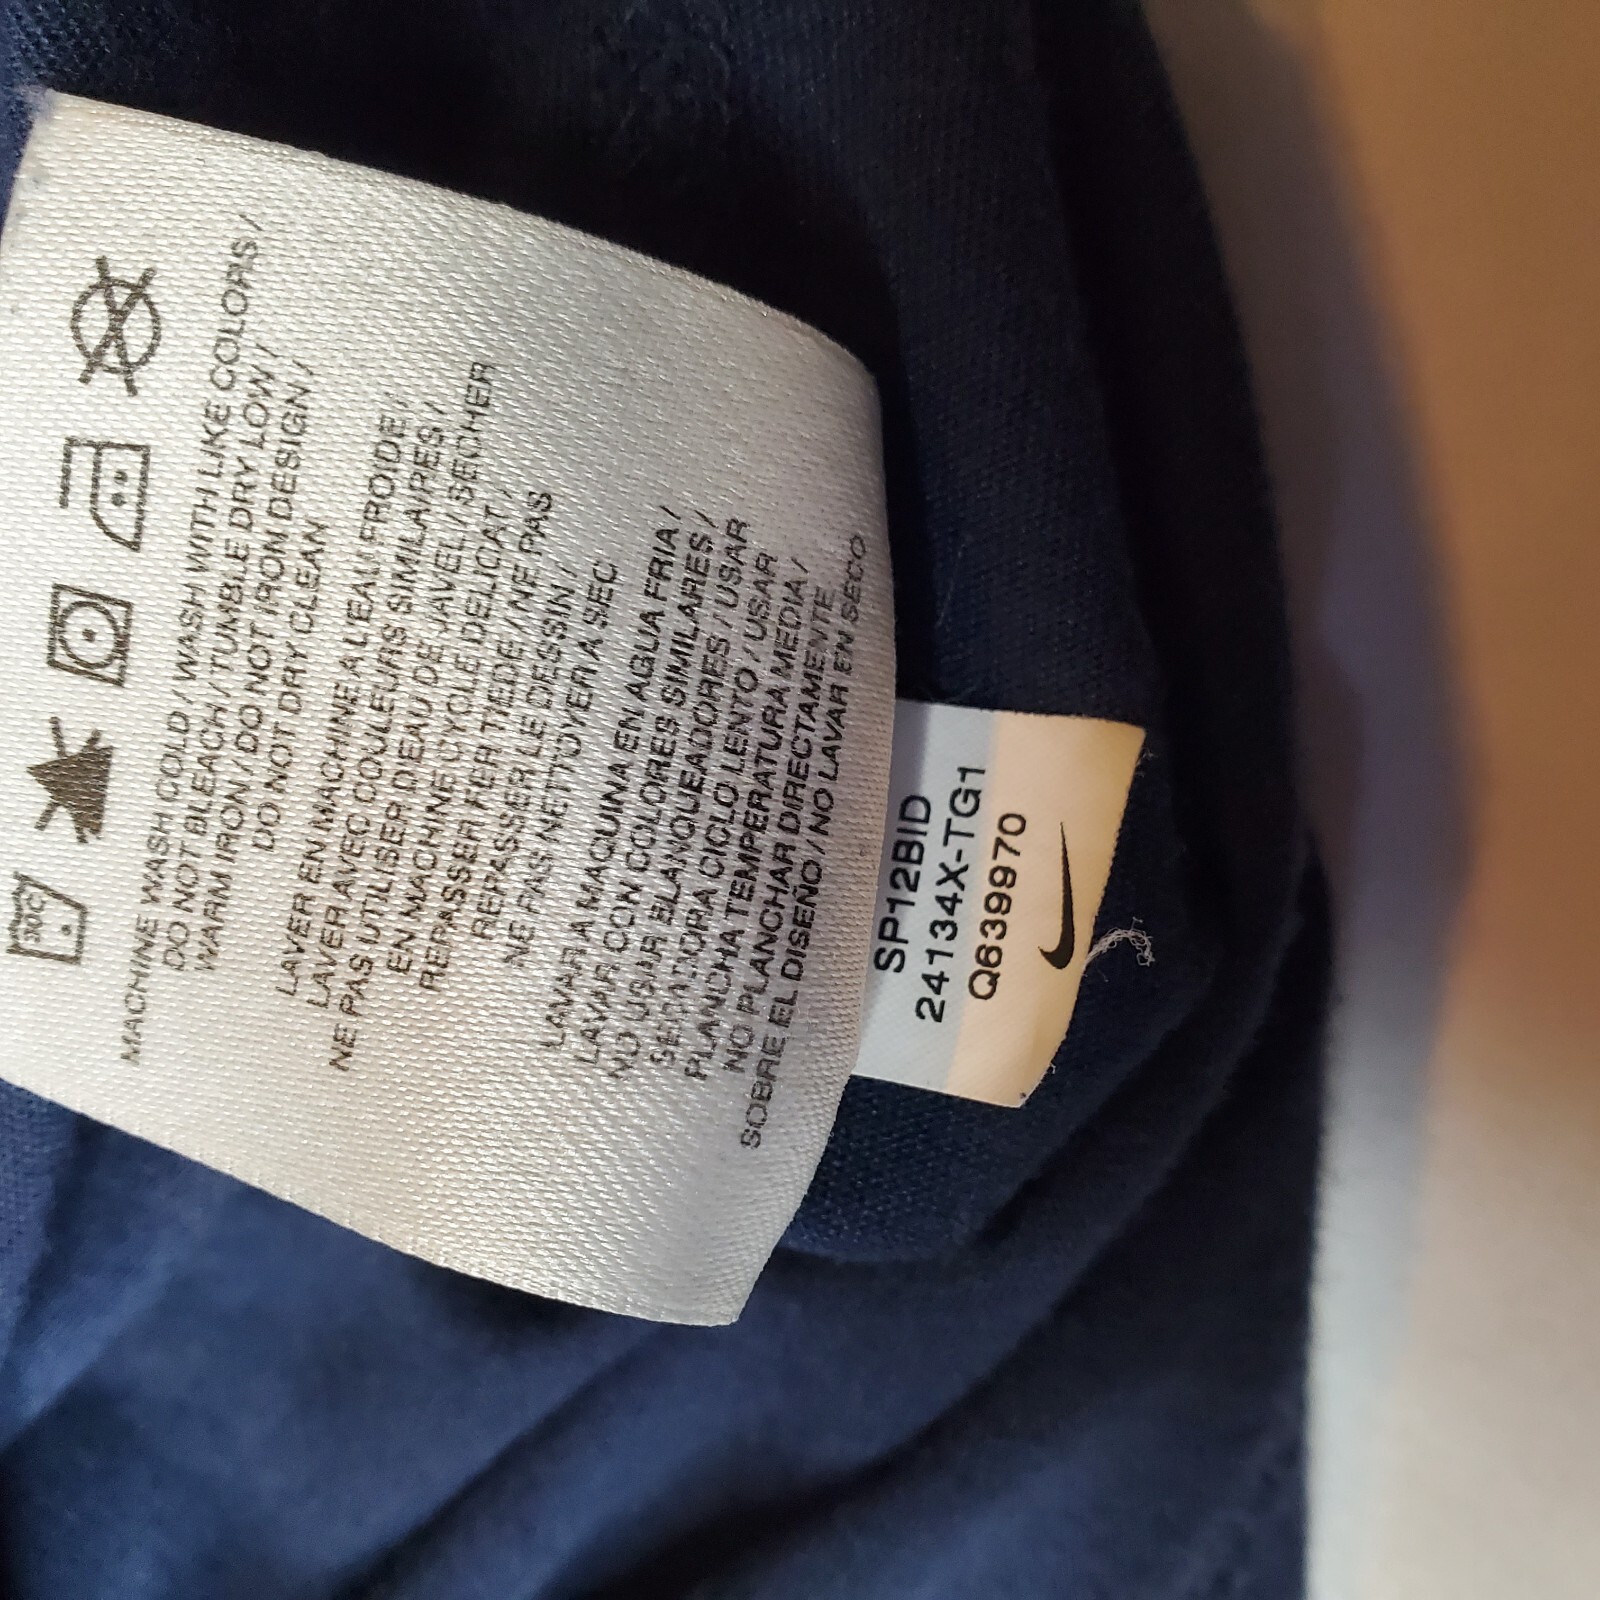 30C
MACHINE WASH COLD / WASH WITH LIKE COLORS /
DO NOT BLEACH / TUMBLE DRY LOW /
WARM IRON / DO NOT IRON DESIGN /
DO NOT DRY CLEAN
LAVER EN MACHINE A L'EAU FROIDE /
LAVER AVEC COULEURS SIMILAIRES /
NE PAS UTILISER D'EAU DE JAVEL / SECHER
EN MACHINE CYCLE DELICAT /
REPASSER FER TIEDE / NE PAS
REPASSER LE DESSIN /
NE PAS NETTOYER A SEC
LAVAR A MAQUINA EN AGUA FRIA /
LAVAR CON COLORES SIMILARES /
NO USAR BLANQUEADORES / USAR
SECADORA CICLO LENTO / USAR
PLANCHA TEMPERATURA MEDIA /
NO PLANCHAR DIRECTAMENTE
SOBRE EL DISEÑO / NO LAVAR EN SECO
SP12BID
24134X-TG1
Q6399970